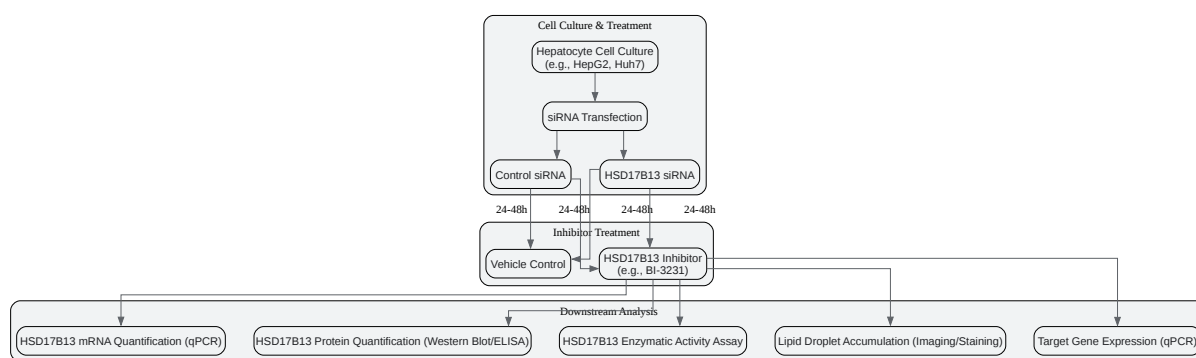 Cell Culture & Treatment
Hepatocyte Cell Culture
(e.g., HepG2, Huh7)
siRNA Transfection
Control siRNA
HSD17B13 siRNA
24-48h
24-48h
24-48h
24-48h
Inhibitor Treatment
Vehicle Control
HSD17B13 Inhibitor
(e.g., BI-3231)
Downstream Analysis
HSD17B13 mRNA Quantification (qPCR)
HSD17B13 Protein Quantification (Western Blot/ELISA)
HSD17B13 Enzymatic Activity Assay
Lipid Droplet Accumulation (Imaging/Staining)
Target Gene Expression (qPCR)